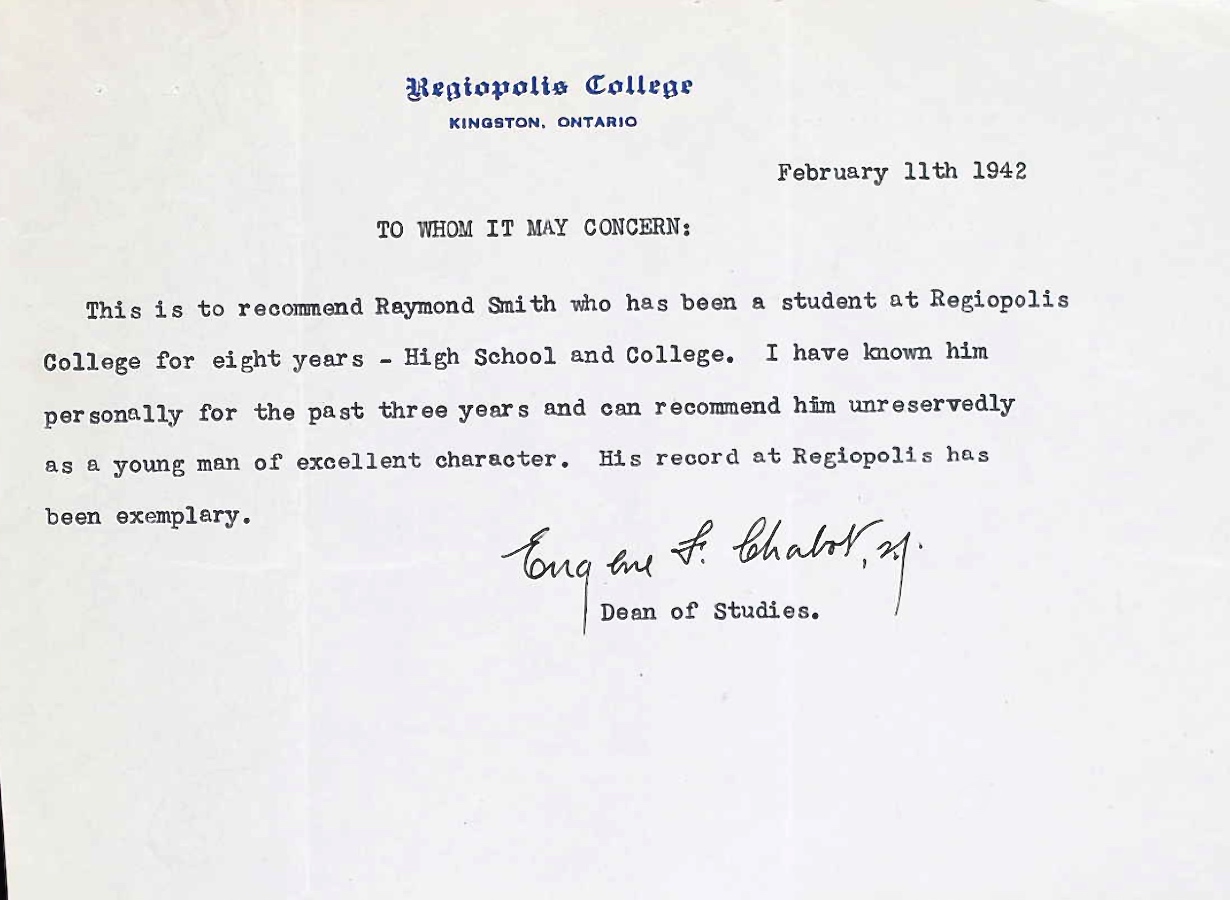 Regiopolis College
KINGSTON, ONTARIO
February 11th 1942
TO WHOM IT MAY CONCERN:
This is to recommend Raymond Smith who has been a student at Regiopolis
College for eight years - High School and College. I have known him
personally for the past three years and can recommend him unreservedly
as a young man of excellent character. His record at Regiopolis has
been exemplary.
Eugene F. Chabot, sj.
Dean of Studies.